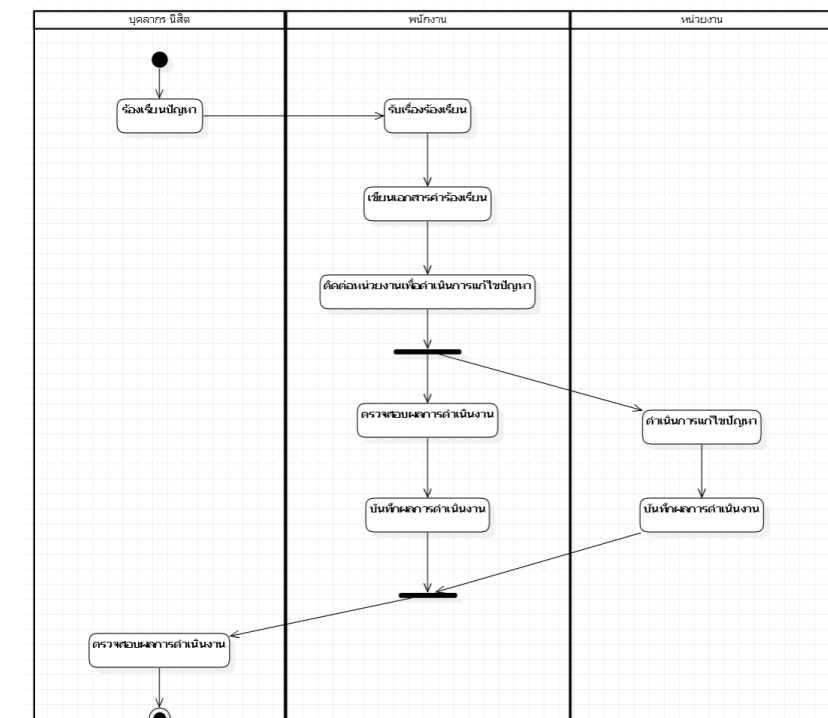 บุคลากร นิสิต
พนักงาน
หน่วยงาน
ร้องเรียนปัญหา
รับเรื่องร้องเรียน
เขียนเอกสารคำร้องเรียน
ติดต่อหน่วยงานเพื่อดำเนินการแก้ไขปัญหา
ตรวจสอบผลการดำเนินงาน
ดำเนินการแก้ไขปัญหา
บันทึกผลการดำเนินงาน
บันทึกผลการดำเนินงาน
ตรวจสอบผลการดำเนินงาน